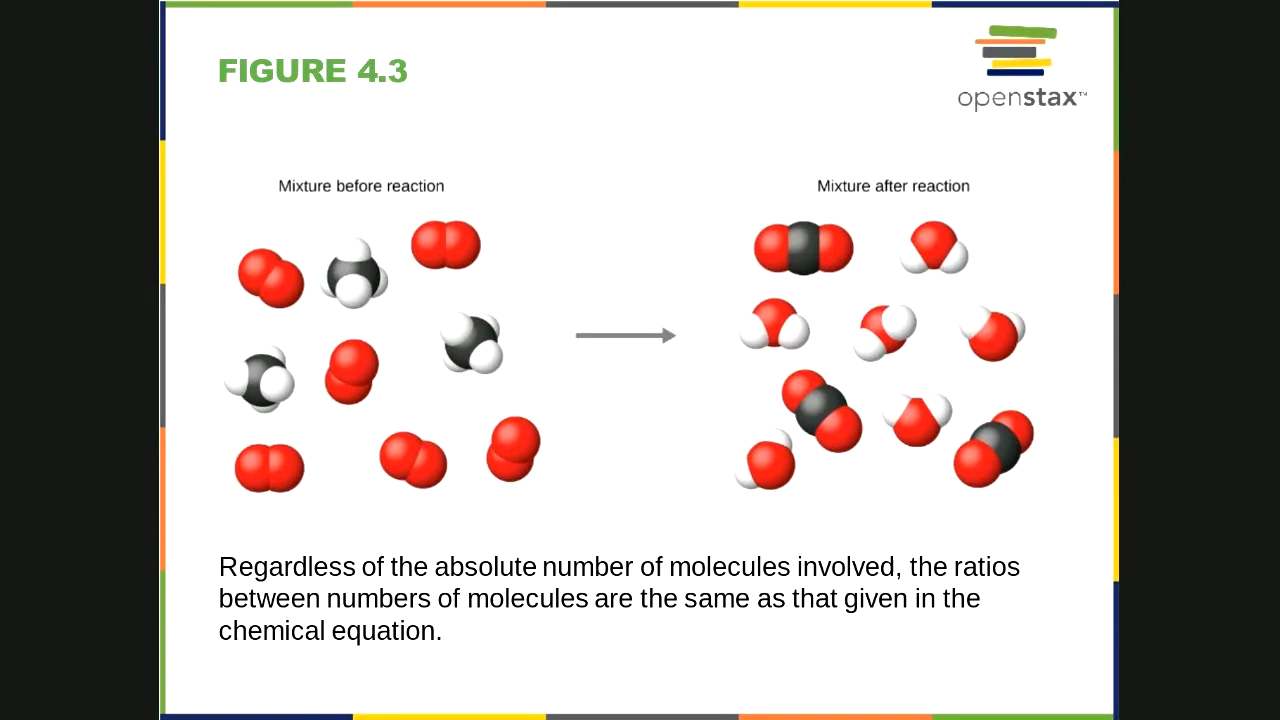 FIGURE 4.3
openstax™
Mixture before reaction
Mixture after reaction
Regardless of the absolute number of molecules involved, the ratios
between numbers of molecules are the same as that given in the
chemical equation.